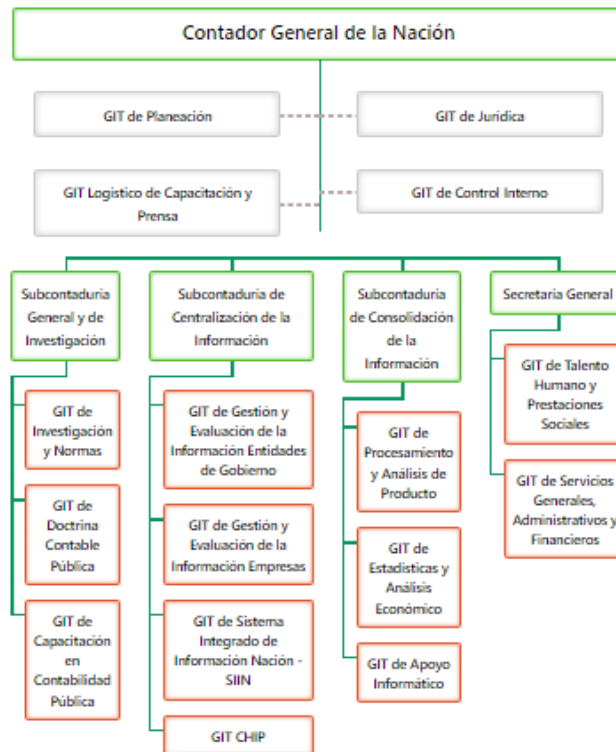 Contador General de la Nación
GIT de Planeación
GIT de Jurídica
GIT Logístico de Capacitación y
Prensa
GIT de Control Interno
Subcontaduría
General y de
Investigación
Subcontaduría de
Centralización de la
Información
Subcontaduría
de Consolidación
de la
Información
Secretaria General
GIT de
Investigación
y Normas
GIT de
Doctrina
Contable
Pública
GIT de
Capacitación
en
Contabilidad
Pública
GIT de Gestión y
Evaluación de la
Información Entidades
de Gobierno
GIT de Gestión y
Evaluación de la
Información Empresas
GIT de Sistema
Integrado de
Información Nación -
SIIN
GIT CHIP
GIT de
Procesamiento
y Análisis de
Producto
GIT de
Estadísticas y
Análisis
Económico
GIT de Apoyo
Informático
GIT de Talento
Humano y
Prestaciones
Sociales
GIT de Servicios
Generales,
Administrativos y
Financieros